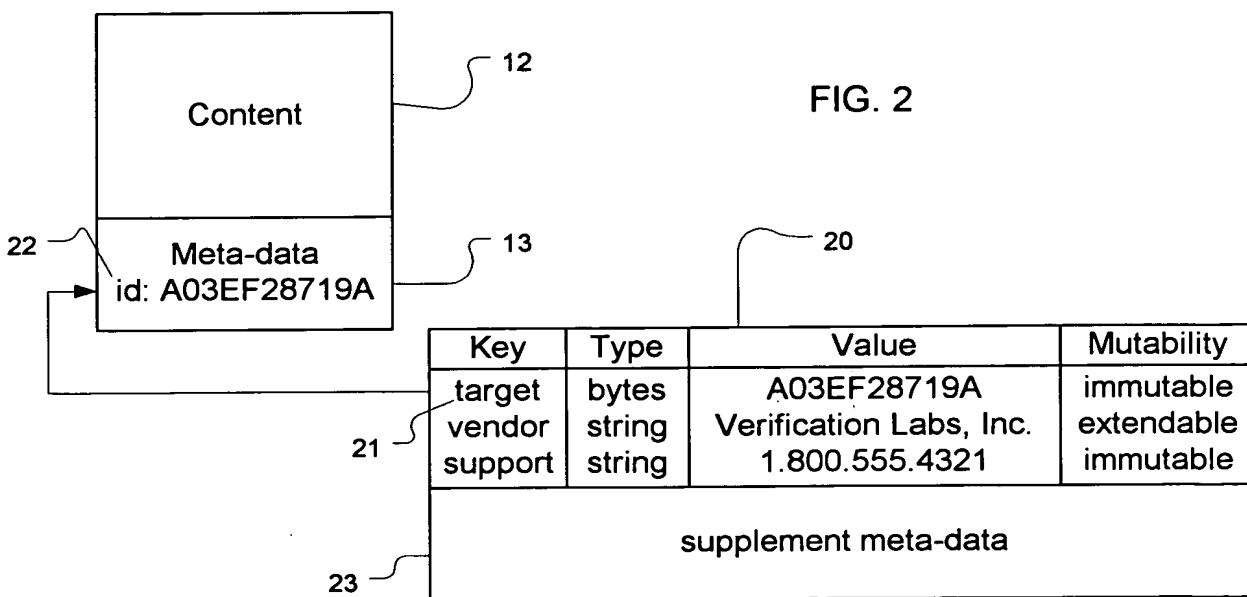 FIG. 2
Content
12
22
Meta-data
id: A03EF28719A
13
20
Key Type Value Mutability
target bytes A03EF28719A immutable
vendor string Verification Labs, Inc. extendable
support string 1.800.555.4321 immutable
21
supplement meta-data
23